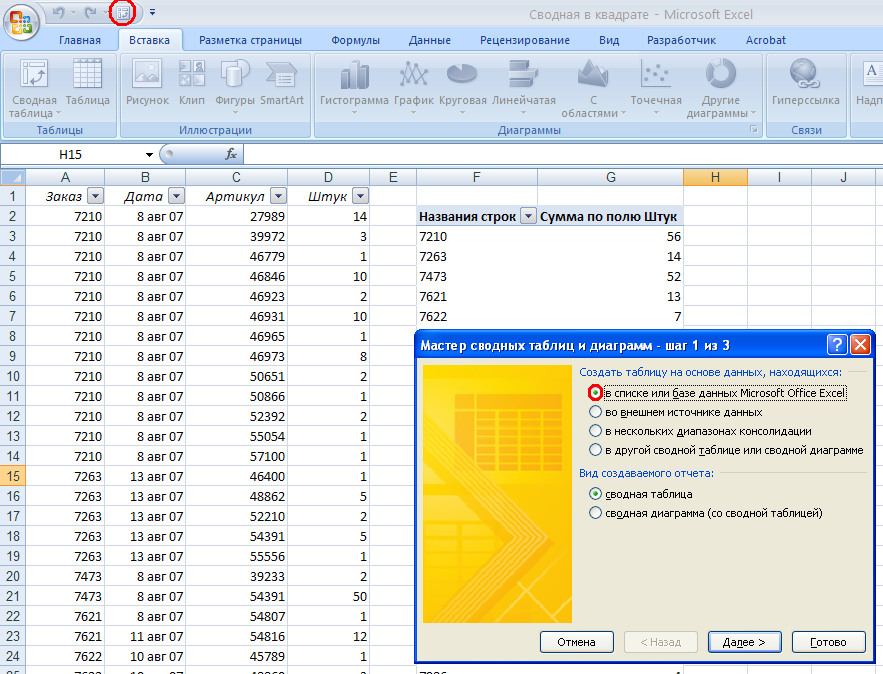 Сводная в квадрате - Microsoft Excel
Главная Вставка Разметка страницы Формулы Данные Рецензирование Вид Разработчик Acrobat
Сводная таблица Таблица Рисунок Клип Фигуры SmartArt Гистограмма График Круговая Линейчатая С областями Точечная Другие диаграммы Гиперссылка
Таблицы Иллюстрации Диаграммы Связи
H15 fx
A B C D E F G H I J
1 Заказ Дата Артикул Штук
2 7210 8 авг 07 27989 14 Названия строк Сумма по полю Штук
3 7210 8 авг 07 39972 3 7210 56
4 7210 8 авг 07 46779 1 7263 14
5 7210 8 авг 07 46846 10 7473 52
6 7210 8 авг 07 46923 2 7621 13
7 7210 8 авг 07 46931 10 7622 7
8 7210 8 авг 07 46965 1
9 7210 8 авг 07 46973 8
10 7210 8 авг 07 50651 2
11 7210 8 авг 07 50866 1
12 7210 8 авг 07 52392 2
13 7210 8 авг 07 55054 1
14 7210 8 авг 07 57100 1
15 7263 13 авг 07 46400 1
16 7263 13 авг 07 48862 5
17 7263 13 авг 07 52210 2
18 7263 13 авг 07 54391 5
19 7263 13 авг 07 55556 1
20 7473 8 авг 07 39233 2
21 7473 8 авг 07 54391 50
22 7621 8 авг 07 54807 1
23 7621 11 авг 07 54816 12
24 7622 10 авг 07 45789 1
Мастер сводных таблиц и диаграмм - шаг 1 из 3
Создать таблицу на основе данных, находящихся:
в списке или базе данных Microsoft Office Excel
во внешнем источнике данных
в нескольких диапазонах консолидации
в другой сводной таблице или сводной диаграмме
Вид создаваемого отчета:
сводная таблица
сводная диаграмма (со сводной таблицей)
Отмена < Назад Далее > Готово